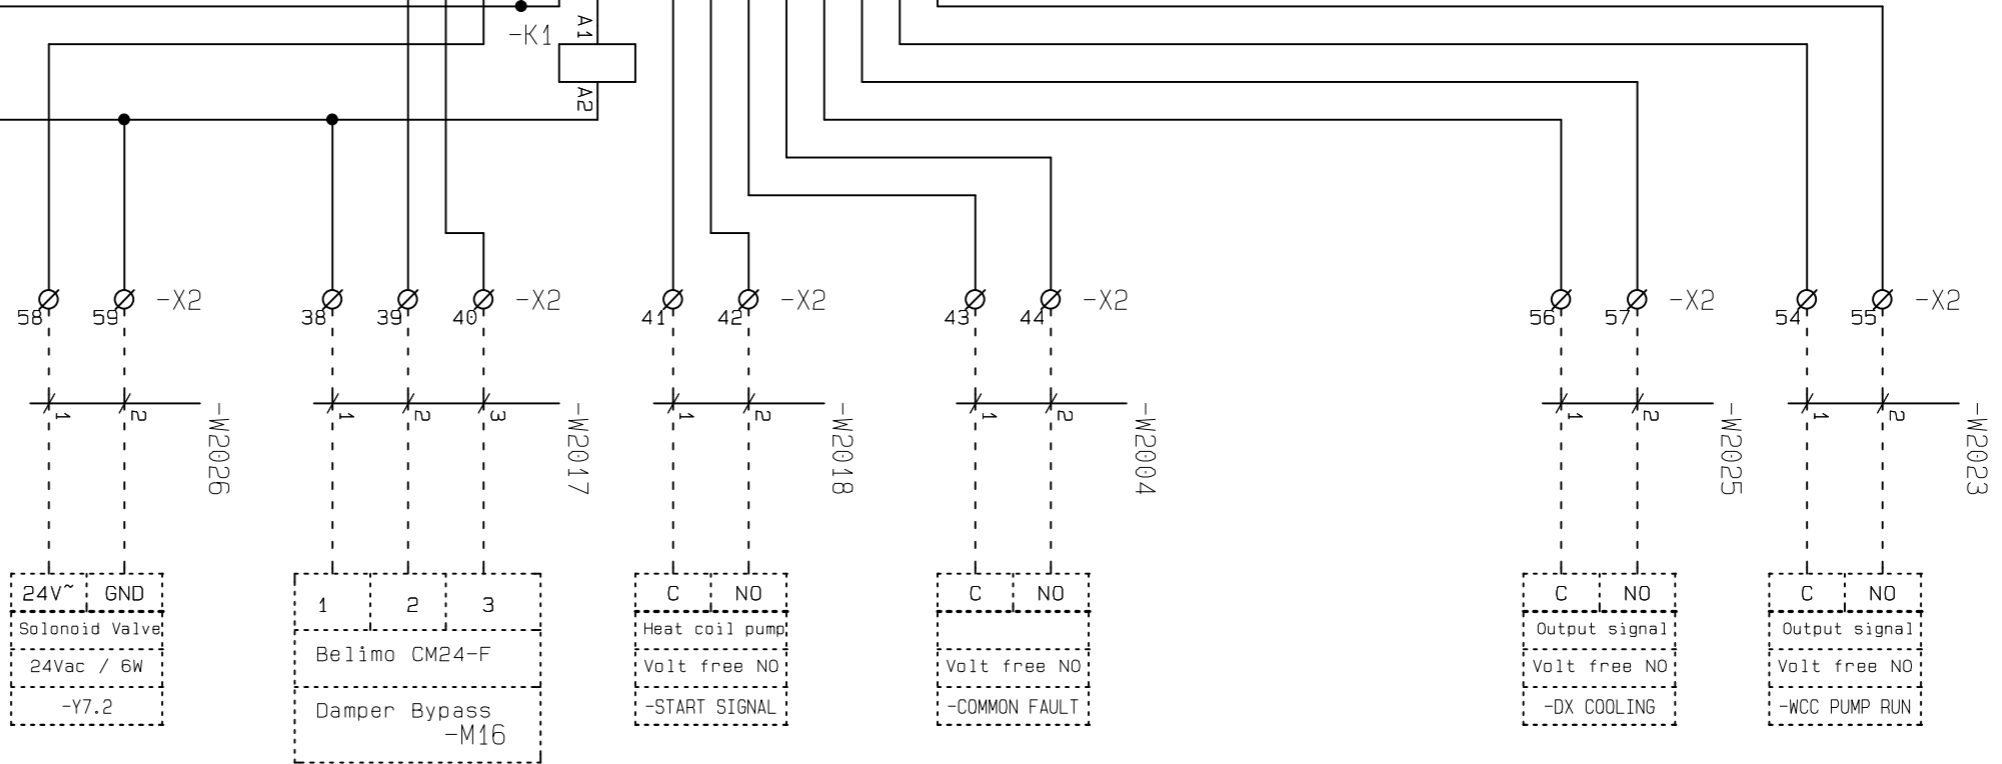 -K1
A1
A2
58 59 -X2
38 39 40 -X2
41 42 -X2
43 44 -X2
56 57 -X2
54 55 -X2
1 2 -W2026
1 2 3 -W2017
1 2 -W2018
1 2 -W2004
1 2 -W2025
1 2 -W2023
24V~ GND
Solonoid Valve
24Vac / 6W
-Y7.2
1 2 3
Belimo CM24-F
Damper Bypass
-M16
C NO
Heat coil pump
Volt free NO
-START SIGNAL
C NO
Volt free NO
-COMMON FAULT
C NO
Output signal
Volt free NO
-DX COOLING
C NO
Output signal
Volt free NO
-WCC PUMP RUN